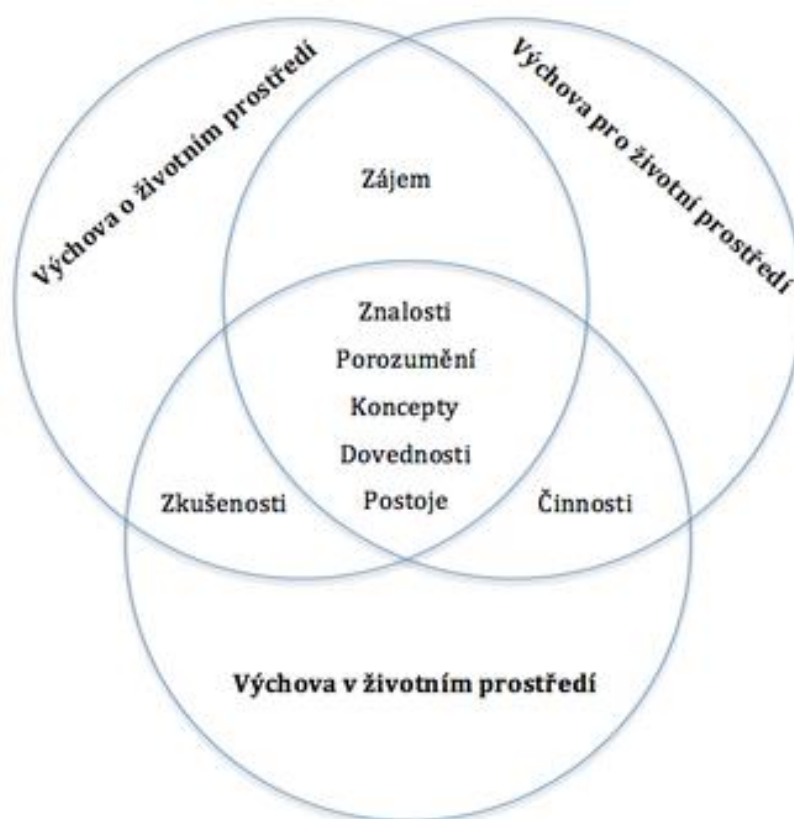 Výchova o životním prostředí
Výchova pro životní prostředí
Zájem
Znalosti
Porozumění
Koncepty
Dovednosti
Zkušenosti
Postoje
Činnosti
Výchova v životním prostředí